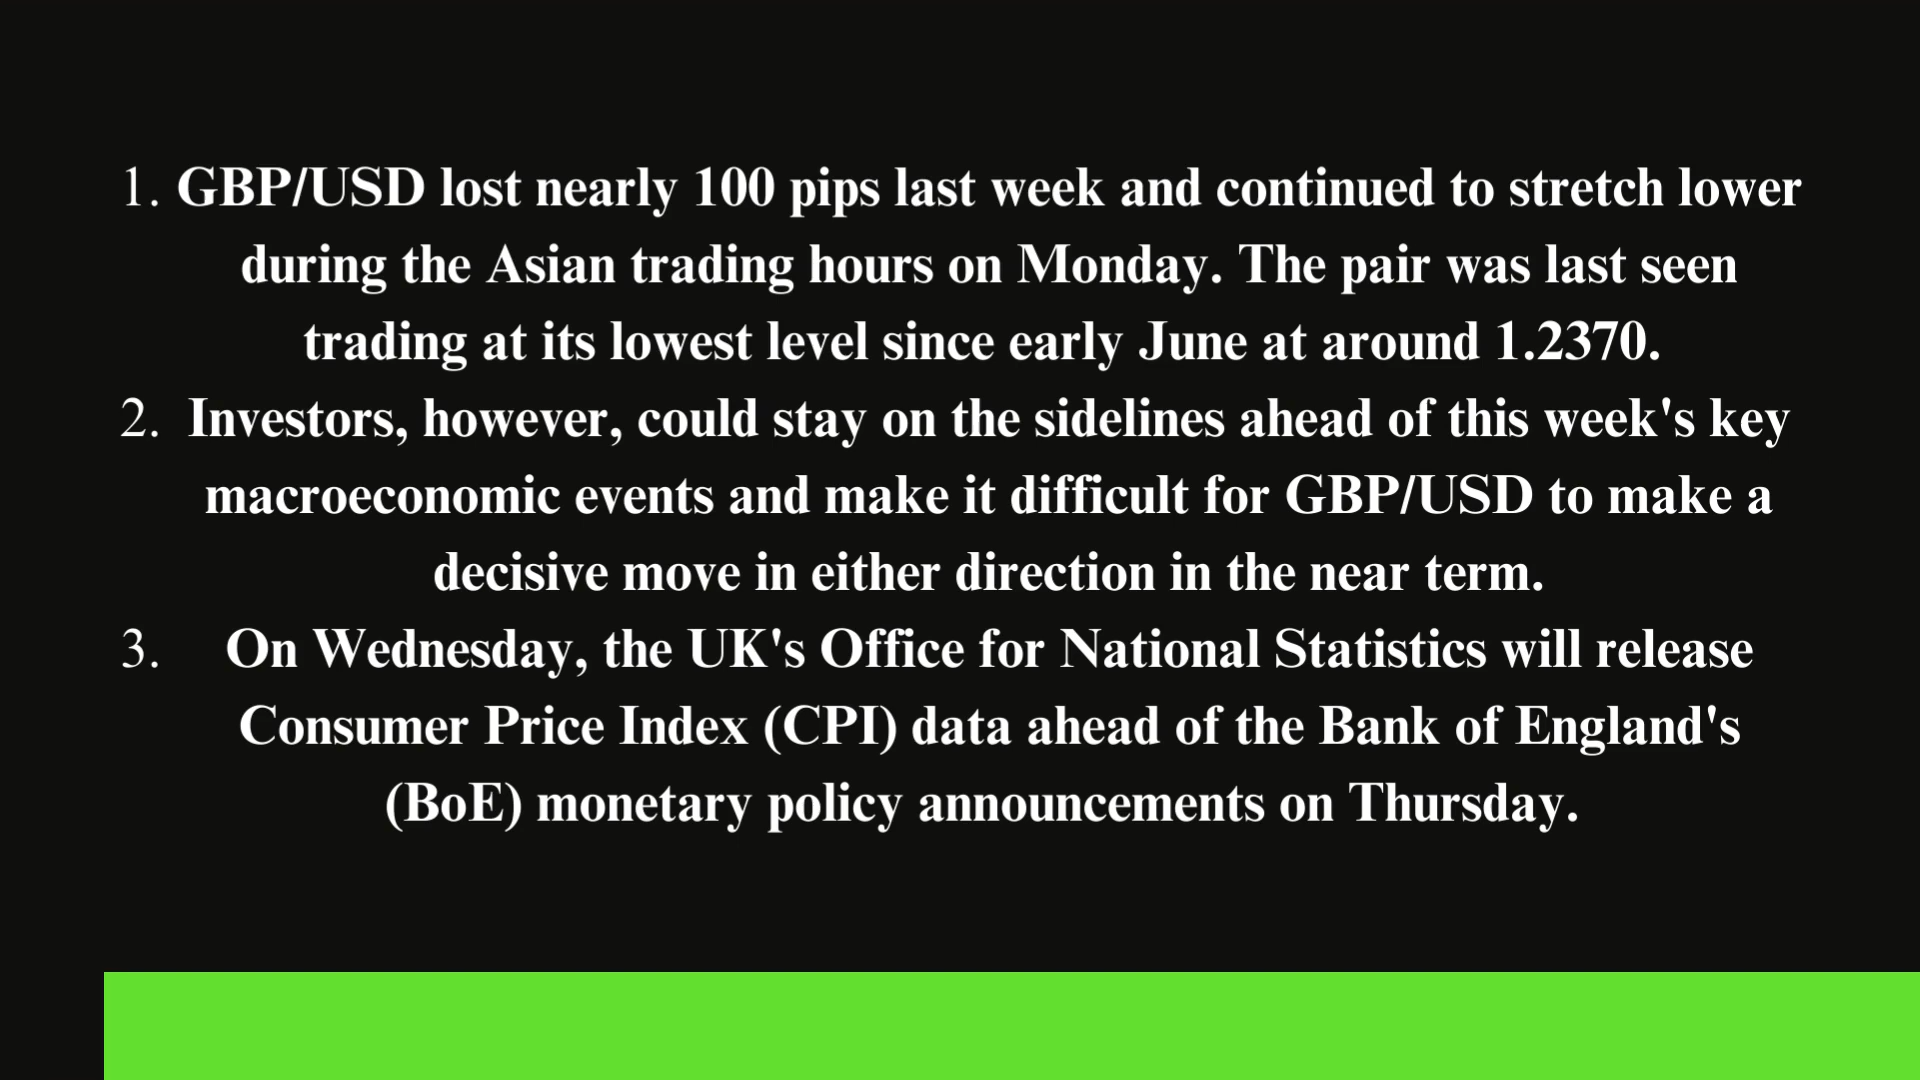 1. GBP/USD lost nearly 100 pips last week and continued to stretch lower
during the Asian trading hours on Monday. The pair was last seen
trading at its lowest level since early June at around 1.2370.
2. Investors, however, could stay on the sidelines ahead of this week's key
macroeconomic events and make it difficult for GBP/USD to make a
decisive move in either direction in the near term.
3. On Wednesday, the UK's Office for National Statistics will release
Consumer Price Index (CPI) data ahead of the Bank of England's
(BoE) monetary policy announcements on Thursday.